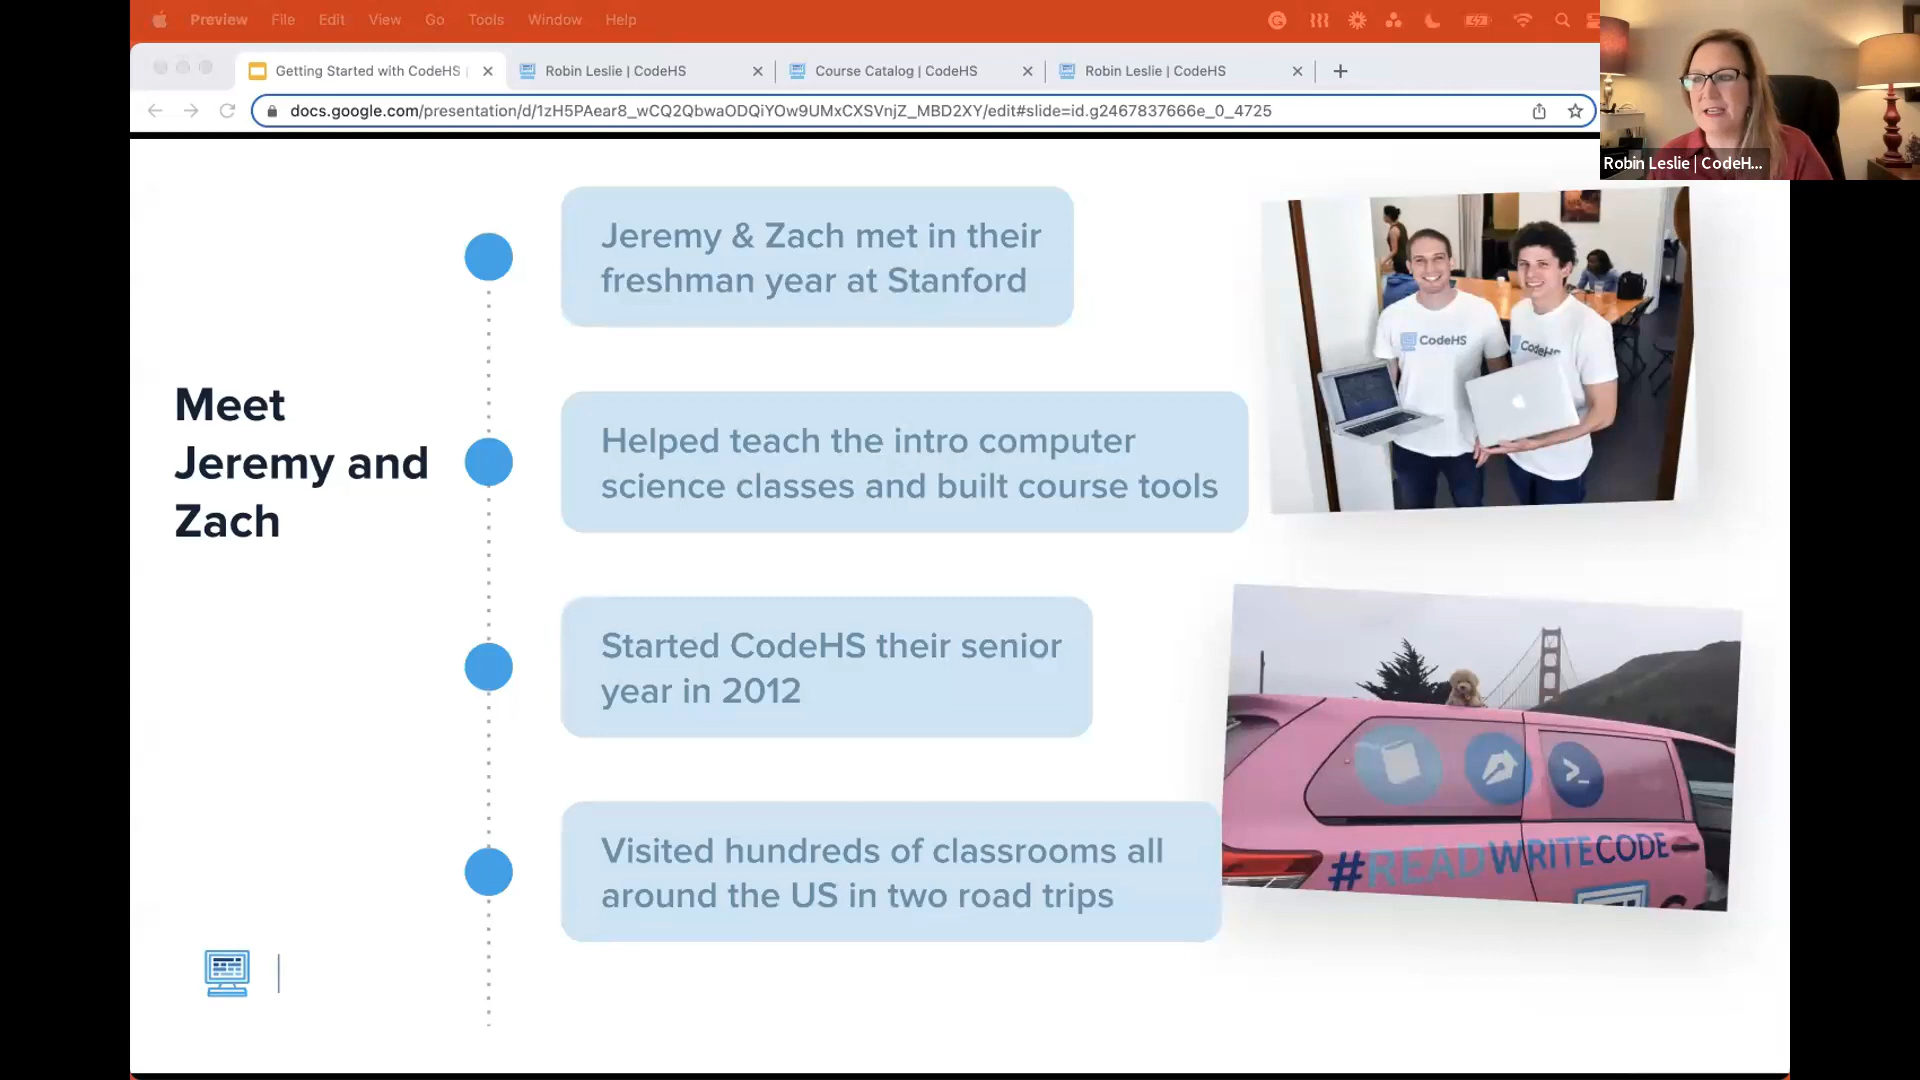 Preview File Edit View Go Tools Window Help
Getting Started with CodeHS
Robin Leslie | CodeHS
Course Catalog | CodeHS
Robin Leslie | CodeHS
docs.google.com/presentation/d/1zH5PAear8_wCQ2QbwaODQiYOw9UMxCXSVnjZ_MBD2XY/edit#slide=id.g2467837666e_0_4725
Robin Leslie | CodeH...
Meet
Jeremy and
Zach
Jeremy & Zach met in their
freshman year at Stanford
Helped teach the intro computer
science classes and built course tools
Started CodeHS their senior
year in 2012
Visited hundreds of classrooms all
around the US in two road trips
CodeHS
CodeHS
#READWRITECODE